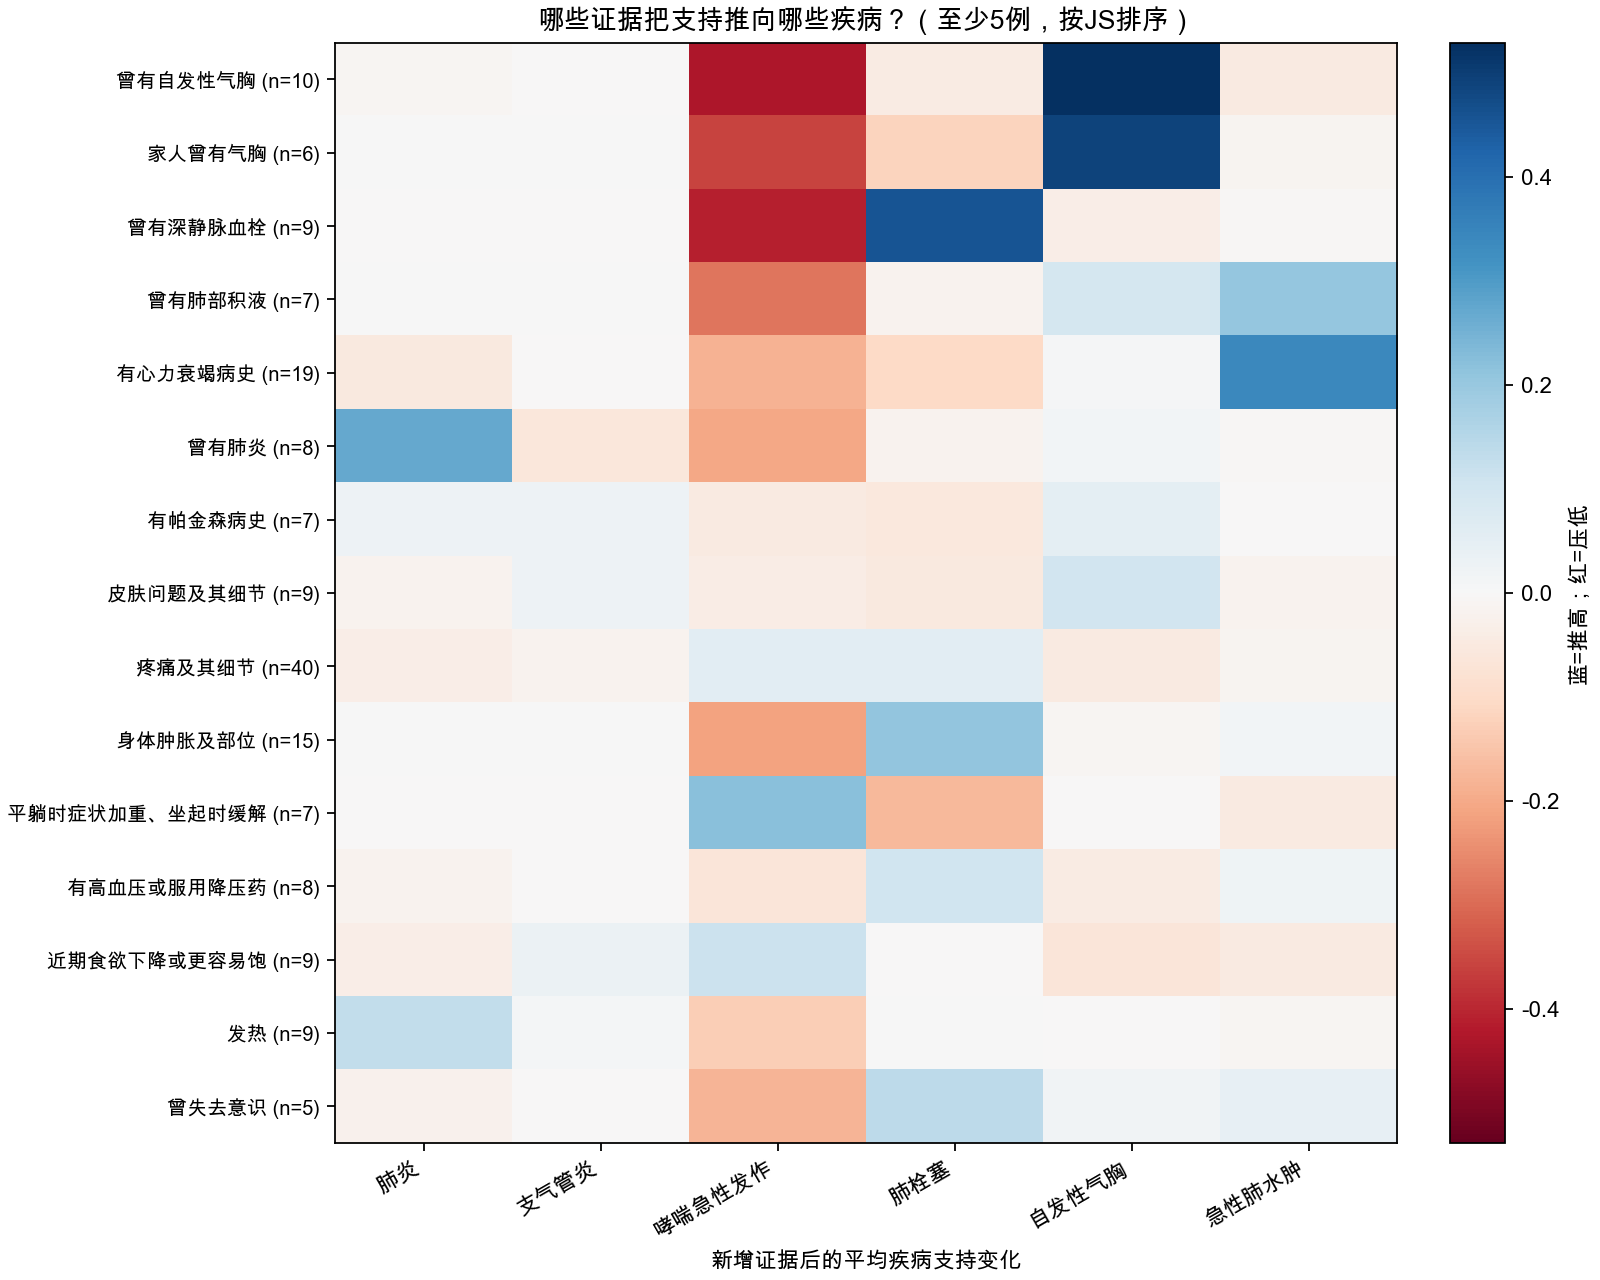 哪些证据把支持推向哪些疾病？（至少5例，按JS排序）
曾有自发性气胸 (n=10)
家人曾有气胸 (n=6)
曾有深静脉血栓 (n=9)
曾有肺部积液 (n=7)
有心力衰竭病史 (n=19)
曾有肺炎 (n=8)
有帕金森病史 (n=7)
皮肤问题及其细节 (n=9)
疼痛及其细节 (n=40)
身体肿胀及部位 (n=15)
平躺时症状加重、坐起时缓解 (n=7)
有高血压或服用降压药 (n=8)
近期食欲下降或更容易饱 (n=9)
发热 (n=9)
曾失去意识 (n=5)
肺炎
支气管炎
哮喘急性发作
肺栓塞
自发性气胸
急性肺水肿
新增证据后的平均疾病支持变化
0.4
0.2
0.0
-0.2
-0.4
蓝=推高；红=压低